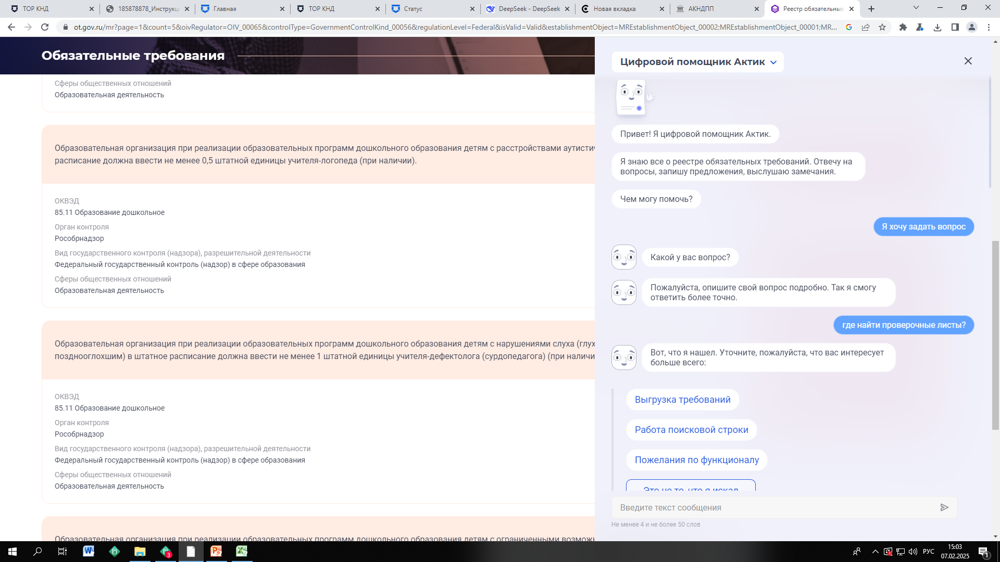 ТОР КНД
185878878_Инструкц
Главная
ТОР КНД
Статус
DeepSeek - DeepSeek
Новая вкладка
АКНДПП
Реестр обязательных
ot.gov.ru/mr?page=1&count=5&oivRegulator=OIV_00065&controlType=GovernmentControlKind_00056&regulationLevel=Federal&isValid=Valid&establishmentObject=MREstablishmentObject_00002;MREstablishmentObject_00001;MR...
Обязательные требования
Сферы общественных отношений
Образовательная деятельность
Образовательная организация при реализации образовательных программ дошкольного образования детям с расстройствами аутистич
расписание должна ввести не менее 0,5 штатной единицы учителя-логопеда (при наличии).
ОКВЭД
85.11 Образование дошкольное
Орган контроля
Рособрнадзор
Вид государственного контроля (надзора), разрешительной деятельности
Федеральный государственный контроль (надзор) в сфере образования
Сферы общественных отношений
Образовательная деятельность
Образовательная организация при реализации образовательных программ дошкольного образования детям с нарушениями слуха (глух
позднооглохшим) в штатное расписание должна ввести не менее 1 штатной единицы учителя-дефектолога (сурдопедагога) (при наличи
ОКВЭД
85.11 Образование дошкольное
Орган контроля
Рособрнадзор
Вид государственного контроля (надзора), разрешительной деятельности
Федеральный государственный контроль (надзор) в сфере образования
Сферы общественных отношений
Образовательная деятельность
Образовательная организация при реализации образовательных программ дошкольного образования детям с ограниченными возможн
Цифровой помощник Актик
Привет! Я цифровой помощник Актик.
Я знаю все о реестре обязательных требований. Отвечу на
вопросы, запишу предложения, выслушаю замечания.
Чем могу помочь?
Я хочу задать вопрос
Какой у вас вопрос?
Пожалуйста, опишите свой вопрос подробно. Так я смогу
ответить более точно.
где найти проверочные листы?
Вот, что я нашел. Уточните, пожалуйста, что вас интересует
больше всего:
Выгрузка требований
Работа поисковой строки
Пожелания по функционалу
Это не то, что я искал
Введите текст сообщения
Не менее 4 и не более 50 слов
3
РУС
15:03
07.02.2025
1